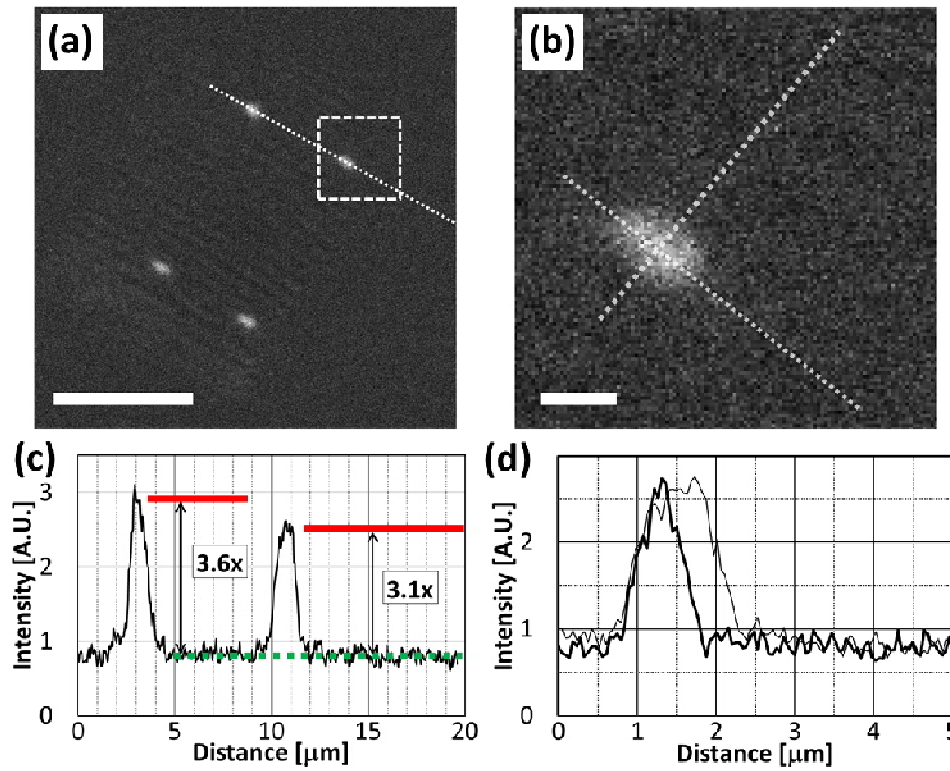 (a)
(b)
(c)
(d)
Intensity [A.U.]
3
2
1
0
3.6x
3.1x
0 5 10 15 20
Distance [μm]
Intensity [A.U.]
2
1
0
0 1 2 3 4 5
Distance [μm]